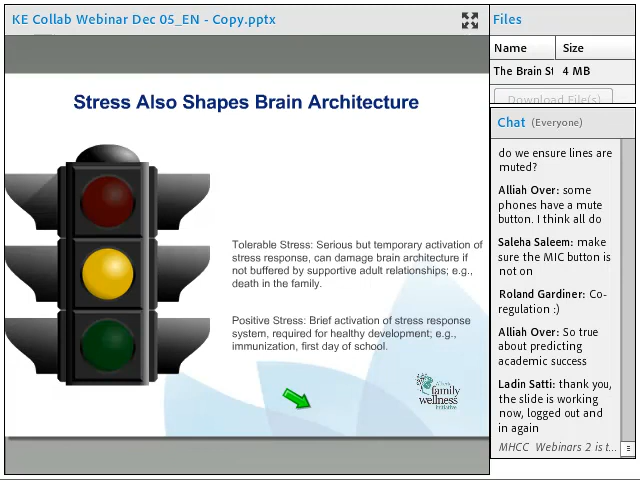 KE Collab Webinar Dec 05_EN - Copy.pptx
Stress Also Shapes Brain Architecture
Tolerable Stress: Serious but temporary activation of
stress response, can damage brain architecture if
not buffered by supportive adult relationships; e.g.,
death in the family.
Positive Stress: Brief activation of stress response
system, required for healthy development; e.g.,
immunization, first day of school.
family
wellness
initiative
Files
Name Size
The Brain St 4 MB
Download File(s)
Chat (Everyone)
do we ensure lines are
muted?
Alliah Over: some
phones have a mute
button. I think all do
Saleha Saleem: make
sure the MIC button is
not on
Roland Gardiner: Co-
regulation :)
Alliah Over: So true
about predicting
academic success
Ladin Satti: thank you,
the slide is working
now, logged out and
in again
MHCC Webinars 2 is t...